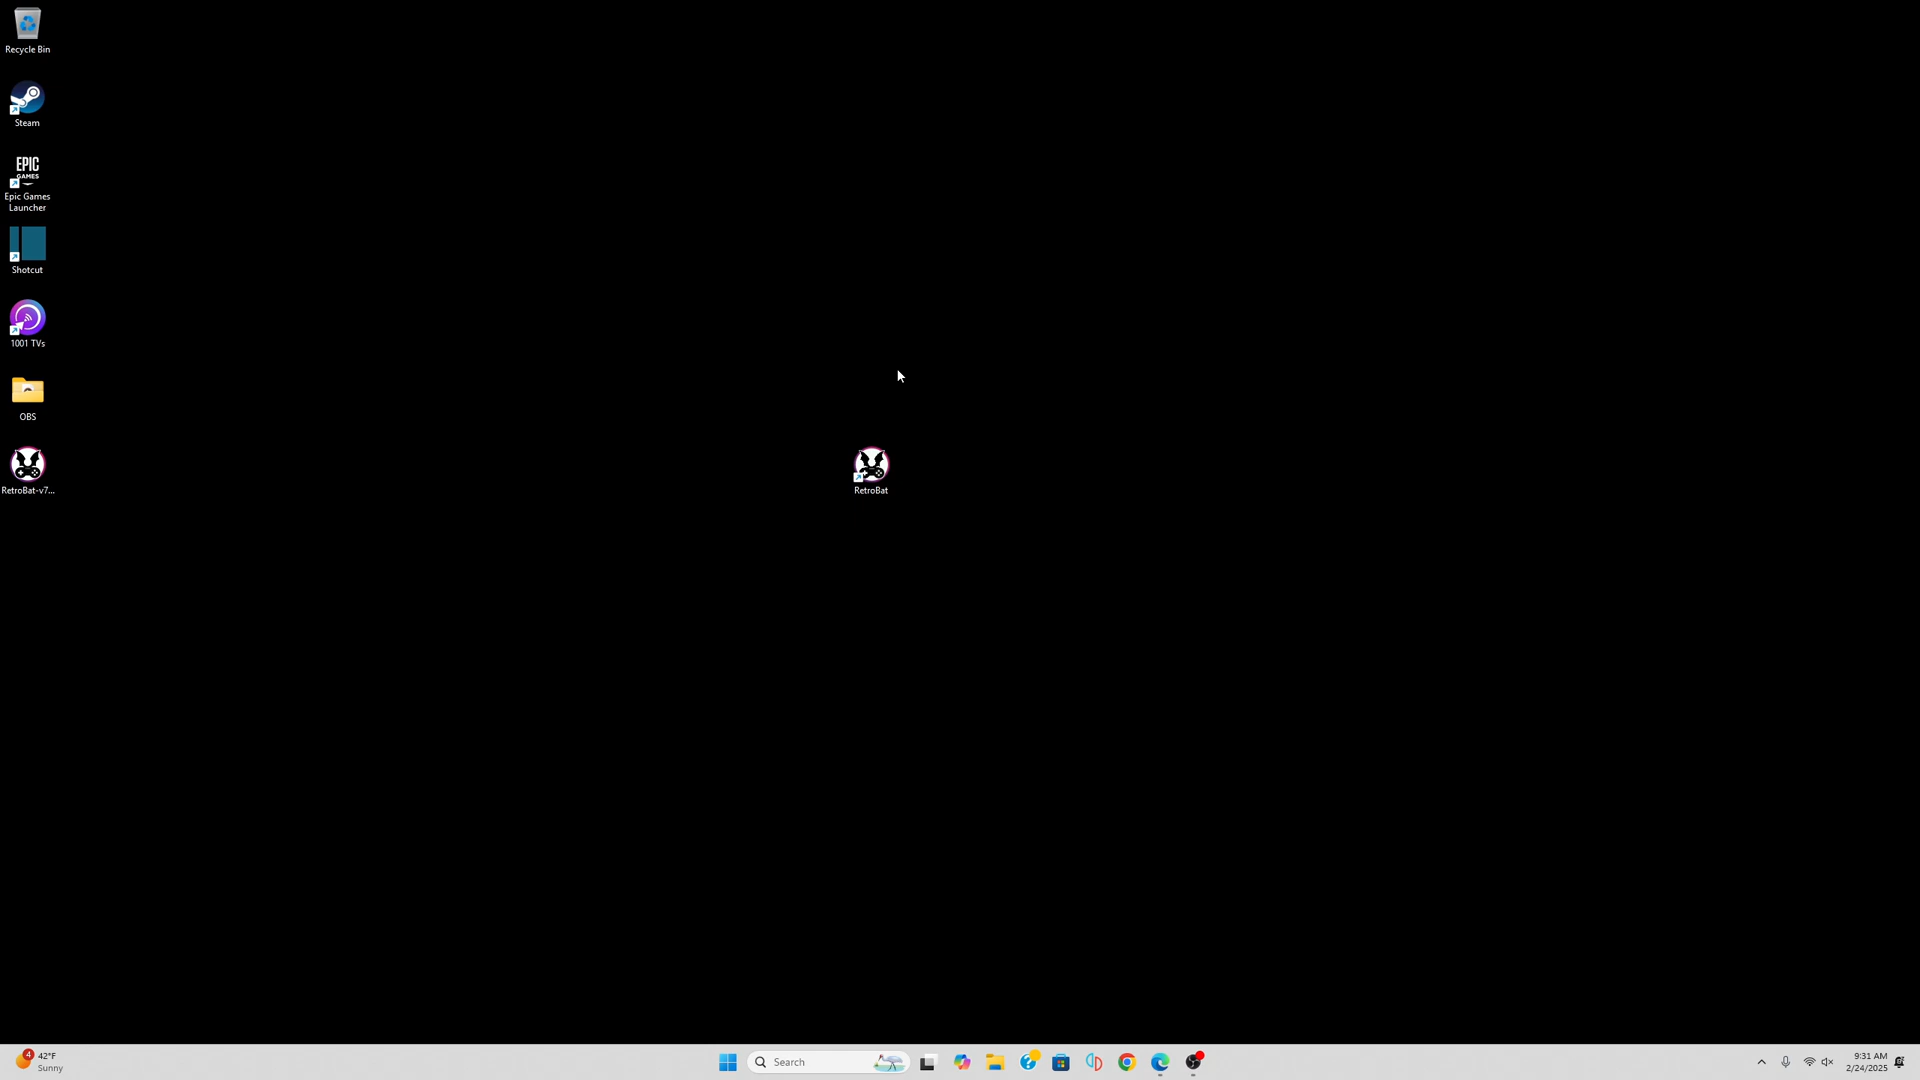 Recycle Bin
Steam
EPIC
GAMES
Epic Games
Launcher
Shotcut
1001 TVs
OBS
RetroBat-v7...
RetroBat
4
42°F
Sunny
Search
9:31 AM
2/24/2025